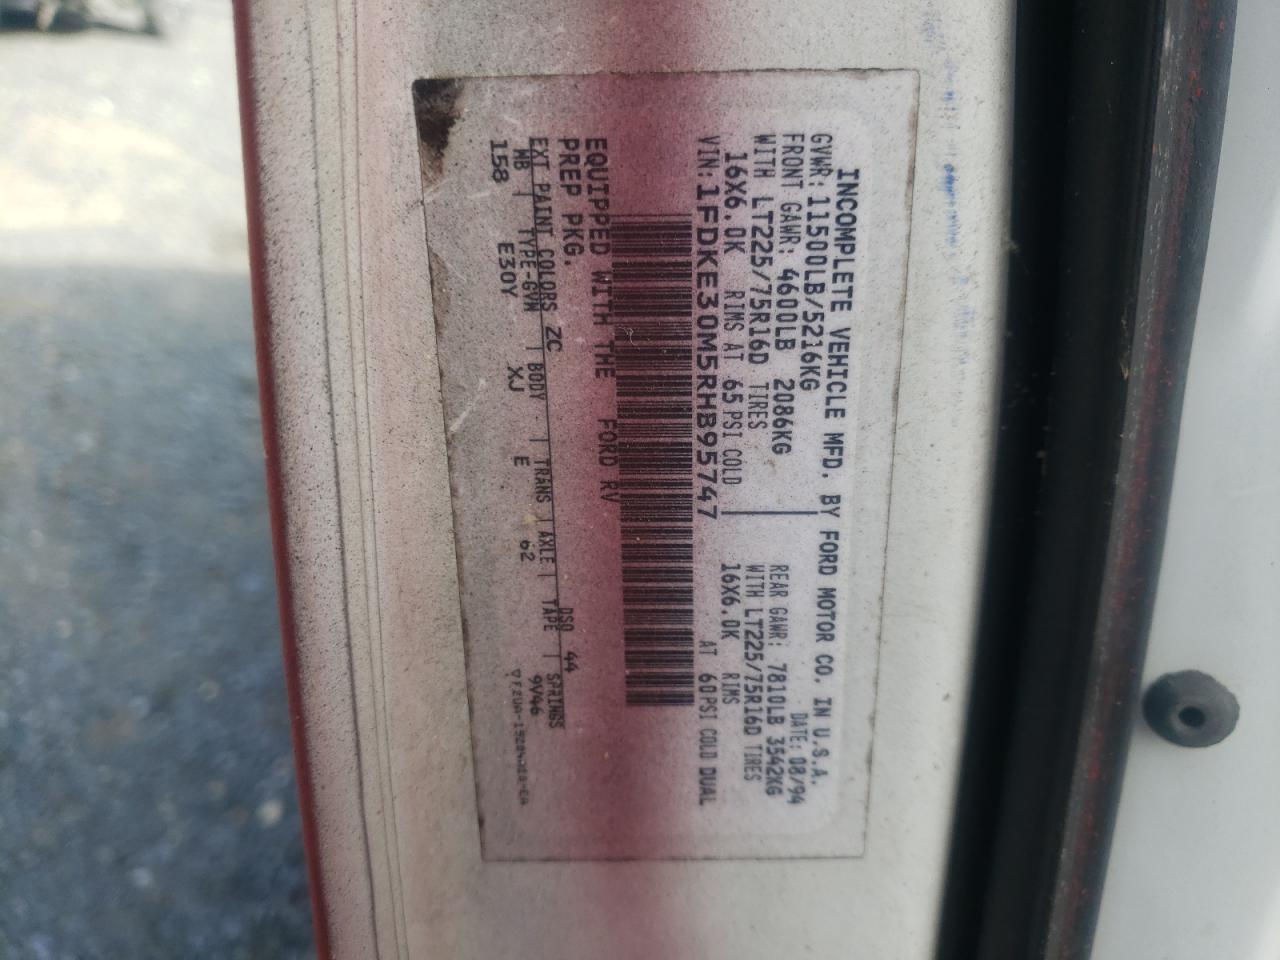 INCOMPLETE VEHICLE MFD. BY FORD MOTOR CO. IN U.S.A.
GVWR: 11500LB/5216KG DATE: 08/94
FRONT GAWR: 4600LB 2086KG REAR GAWR: 7810LB 3542KG
WITH LT225/75R16D TIRES WITH LT225/75R16D TIRES
16X6.0K RIMS AT 65 PSI COLD 16X6.0K RIMS
AT 60 PSI COLD DUAL
VIN: 1FDKE30M5RHB95747
EQUIPPED WITH THE FORD RV
PREP PKG.
EXT PAINT COLORS ZC DSO 44
WB | TYPE-GVW | BODY | TRANS | AXLE | TAPE | SPRINGS
158 E30Y XJ E 62 9V46